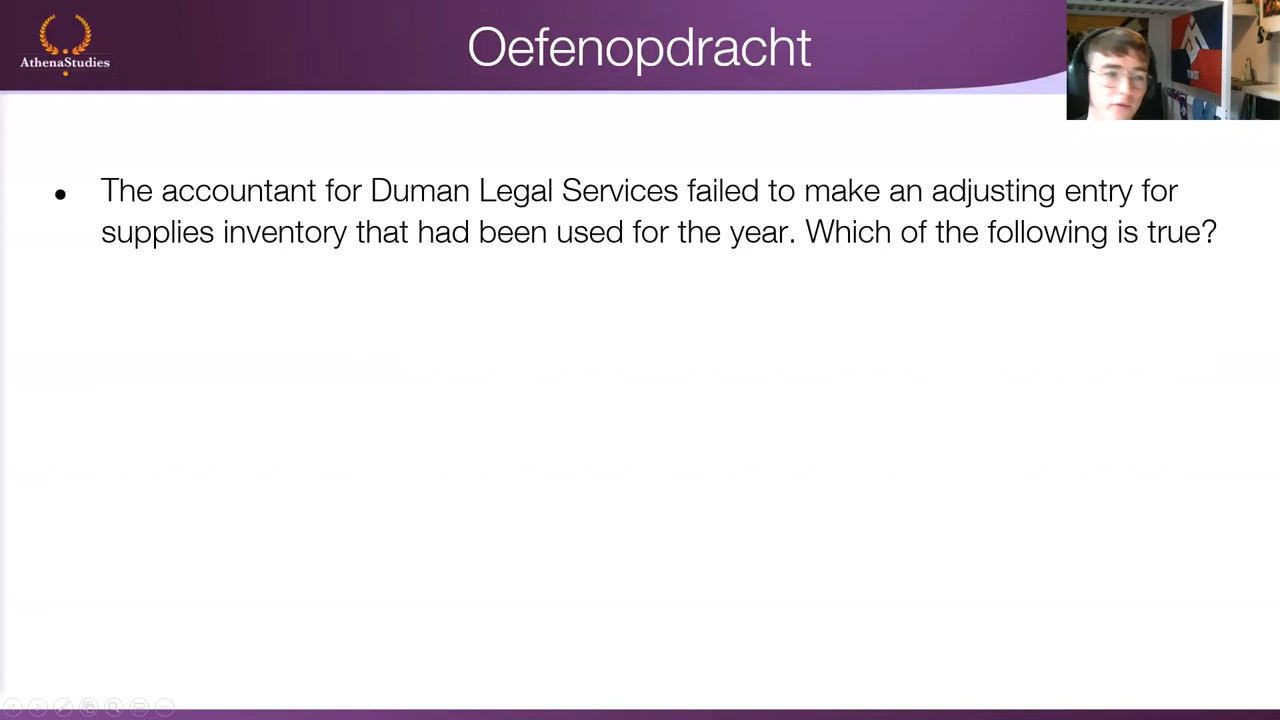 AthenaStudies
Oefenopdracht
• The accountant for Duman Legal Services failed to make an adjusting entry for
supplies inventory that had been used for the year. Which of the following is true?